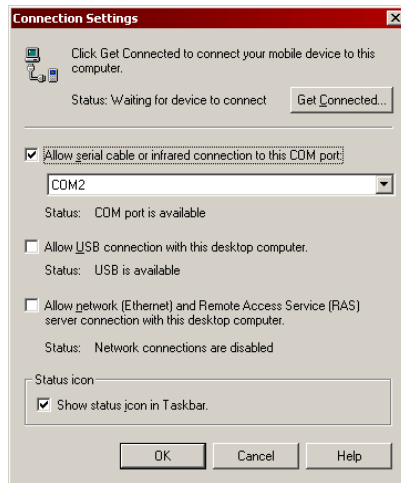 Connection Settings
Click Get Connected to connect your mobile device to this
computer.
Status: Waiting for device to connect
Get Connected...
Allow serial cable or infrared connection to this COM port:
COM2
Status: COM port is available
Allow USB connection with this desktop computer.
Status: USB is available
Allow network (Ethernet) and Remote Access Service (RAS)
server connection with this desktop computer.
Status: Network connections are disabled
Status icon
Show status icon in Taskbar.
OK Cancel Help